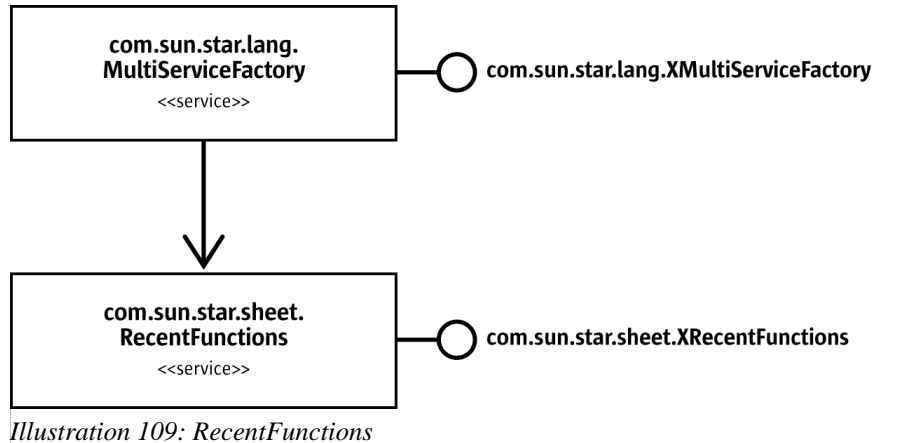 com.sun.star.lang.
MultiServiceFactory
<<service>>
com.sun.star.lang.XMultiServiceFactory
com.sun.star.sheet.
RecentFunctions
<<service>>
com.sun.star.sheet.XRecentFunctions
Illustration 109: RecentFunctions